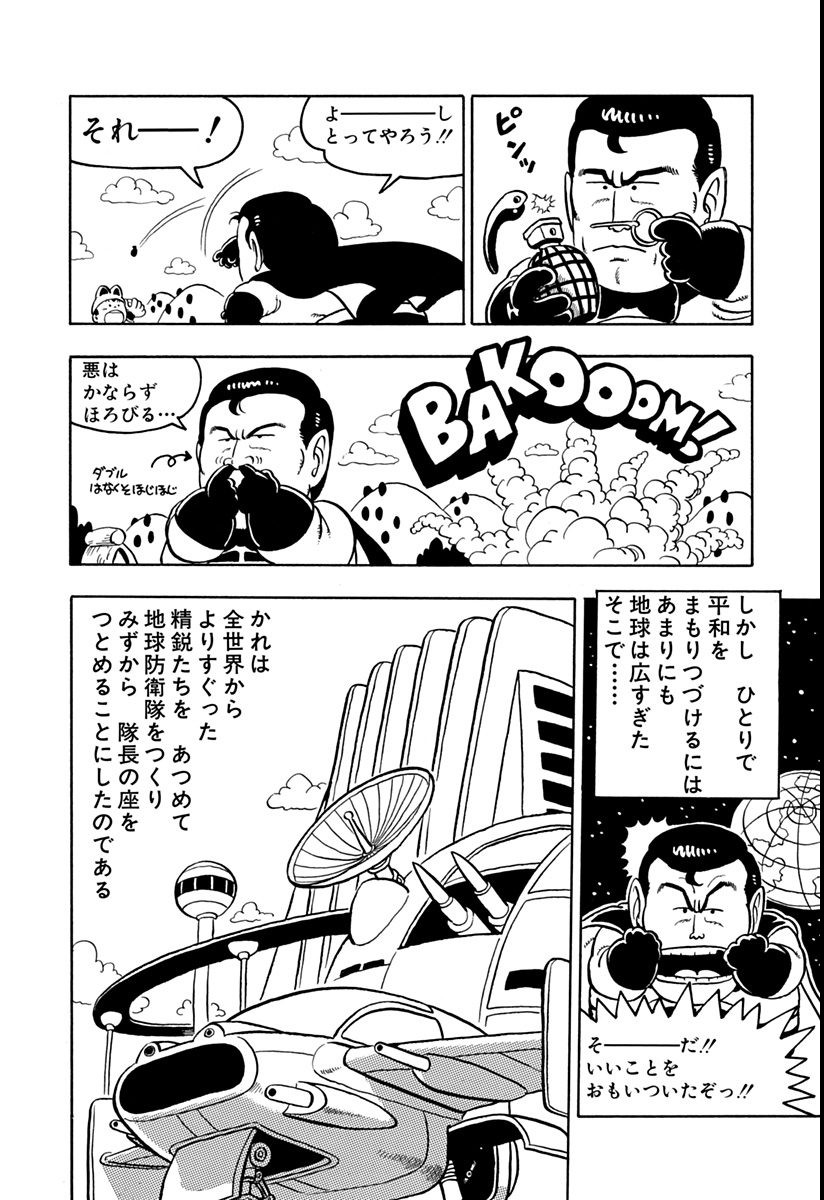 ピンッ
よ————し
とってやろう!!
それ——!
BAKOOOM!
悪は
かならず
ほろびる…
ダブル
はなくそほじほじ
しかし ひとりで
平和を
まもりつづけるには
あまりにも
地球は広すぎた
そこで……
そ————だ!!
いいことを
おもいついたぞっ!!
かれは
全世界から
よりすぐった
精鋭たちを あつめて
地球防衛隊をつくり
みずから 隊長の座を
つとめることにしたのである